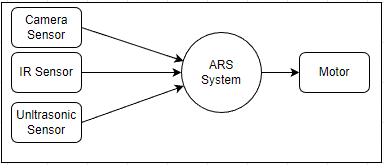 Camera
Sensor
IR Sensor
Unltrasonic
Sensor
ARS
System
Motor